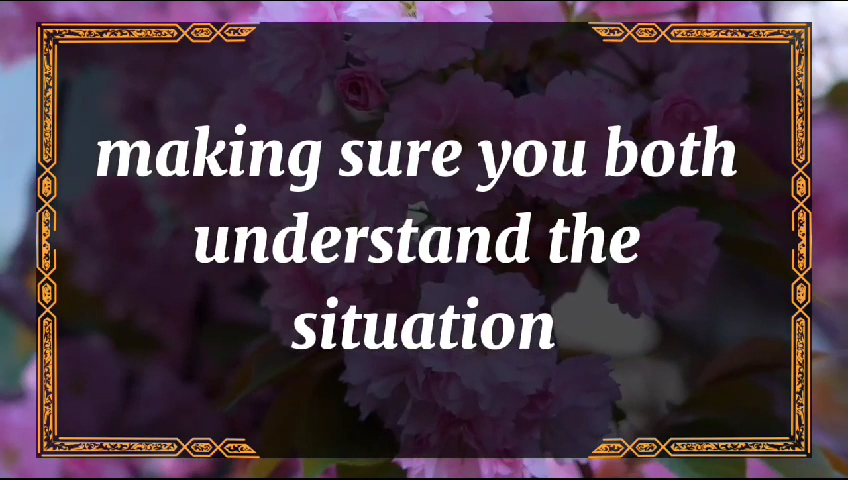 making sure you both
understand the
situation